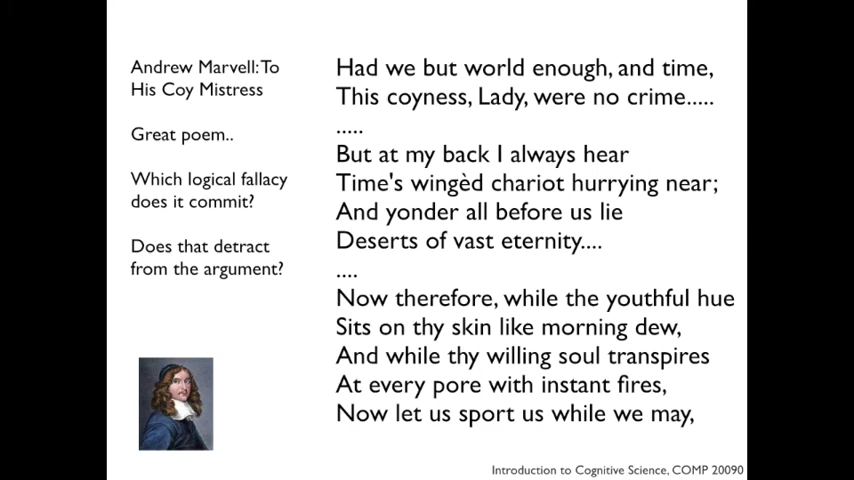 Andrew Marvell: To
His Coy Mistress
Great poem..
Which logical fallacy
does it commit?
Does that detract
from the argument?
Had we but world enough, and time,
This coyness, Lady, were no crime.....
.....
But at my back I always hear
Time's wingèd chariot hurrying near;
And yonder all before us lie
Deserts of vast eternity....
....
Now therefore, while the youthful hue
Sits on thy skin like morning dew,
And while thy willing soul transpires
At every pore with instant fires,
Now let us sport us while we may,
Introduction to Cognitive Science, COMP 20090